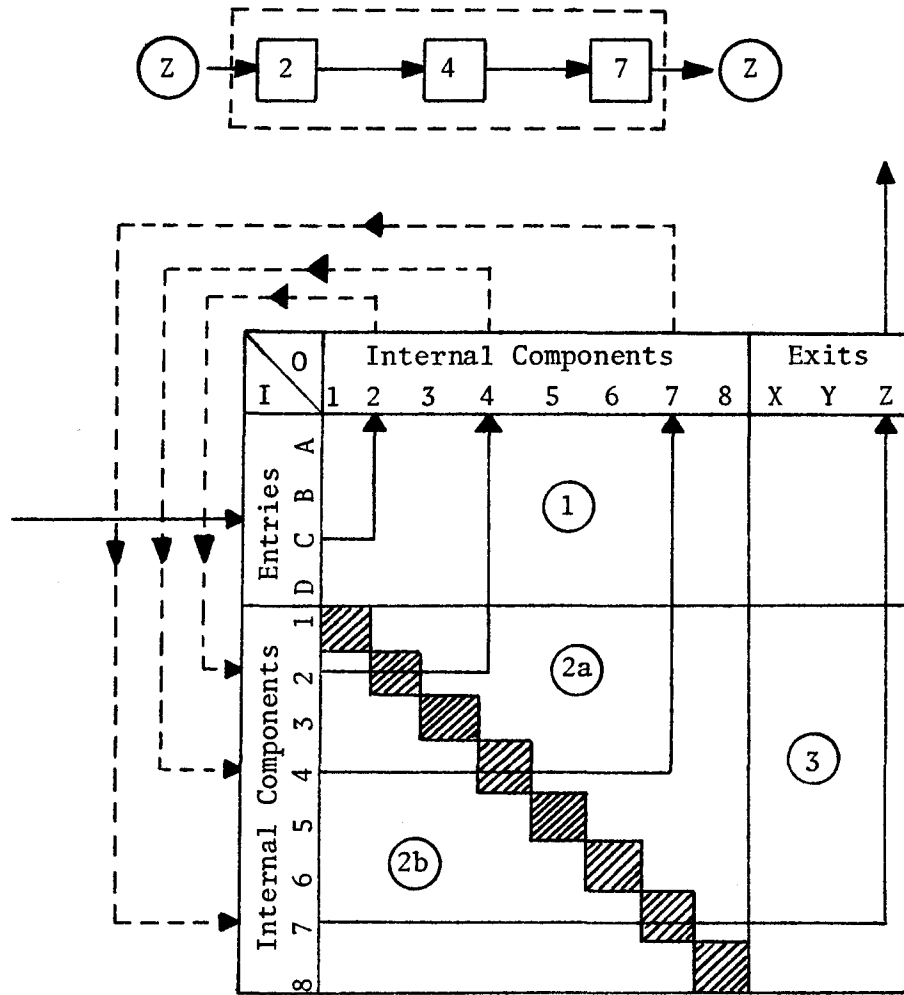 Z 2 4 7 Z
O Internal Components Exits
I 1 2 3 4 5 6 7 8 X Y Z
Entries
A
B
C
D
1
Internal Components
1
2
3
4
5
6
7
8
2a
3
2b